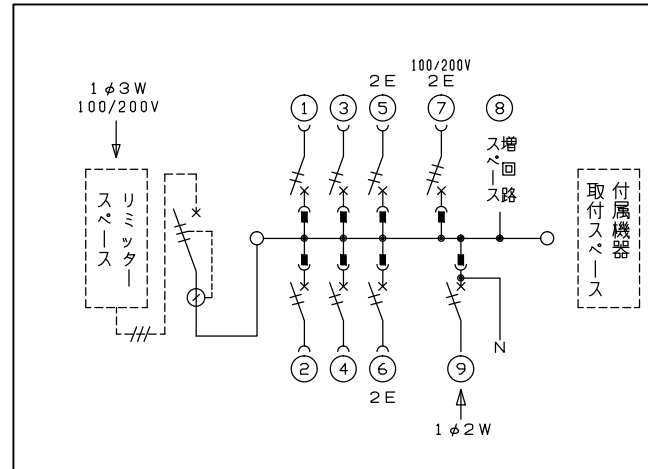 1φ3W
100/200V
リミッター
スペース
1
3
2E
5
100/200V
2E
7
8
増回路
スペース
付属機器
取付スペース
2
4
6
2E
9
N
1φ2W